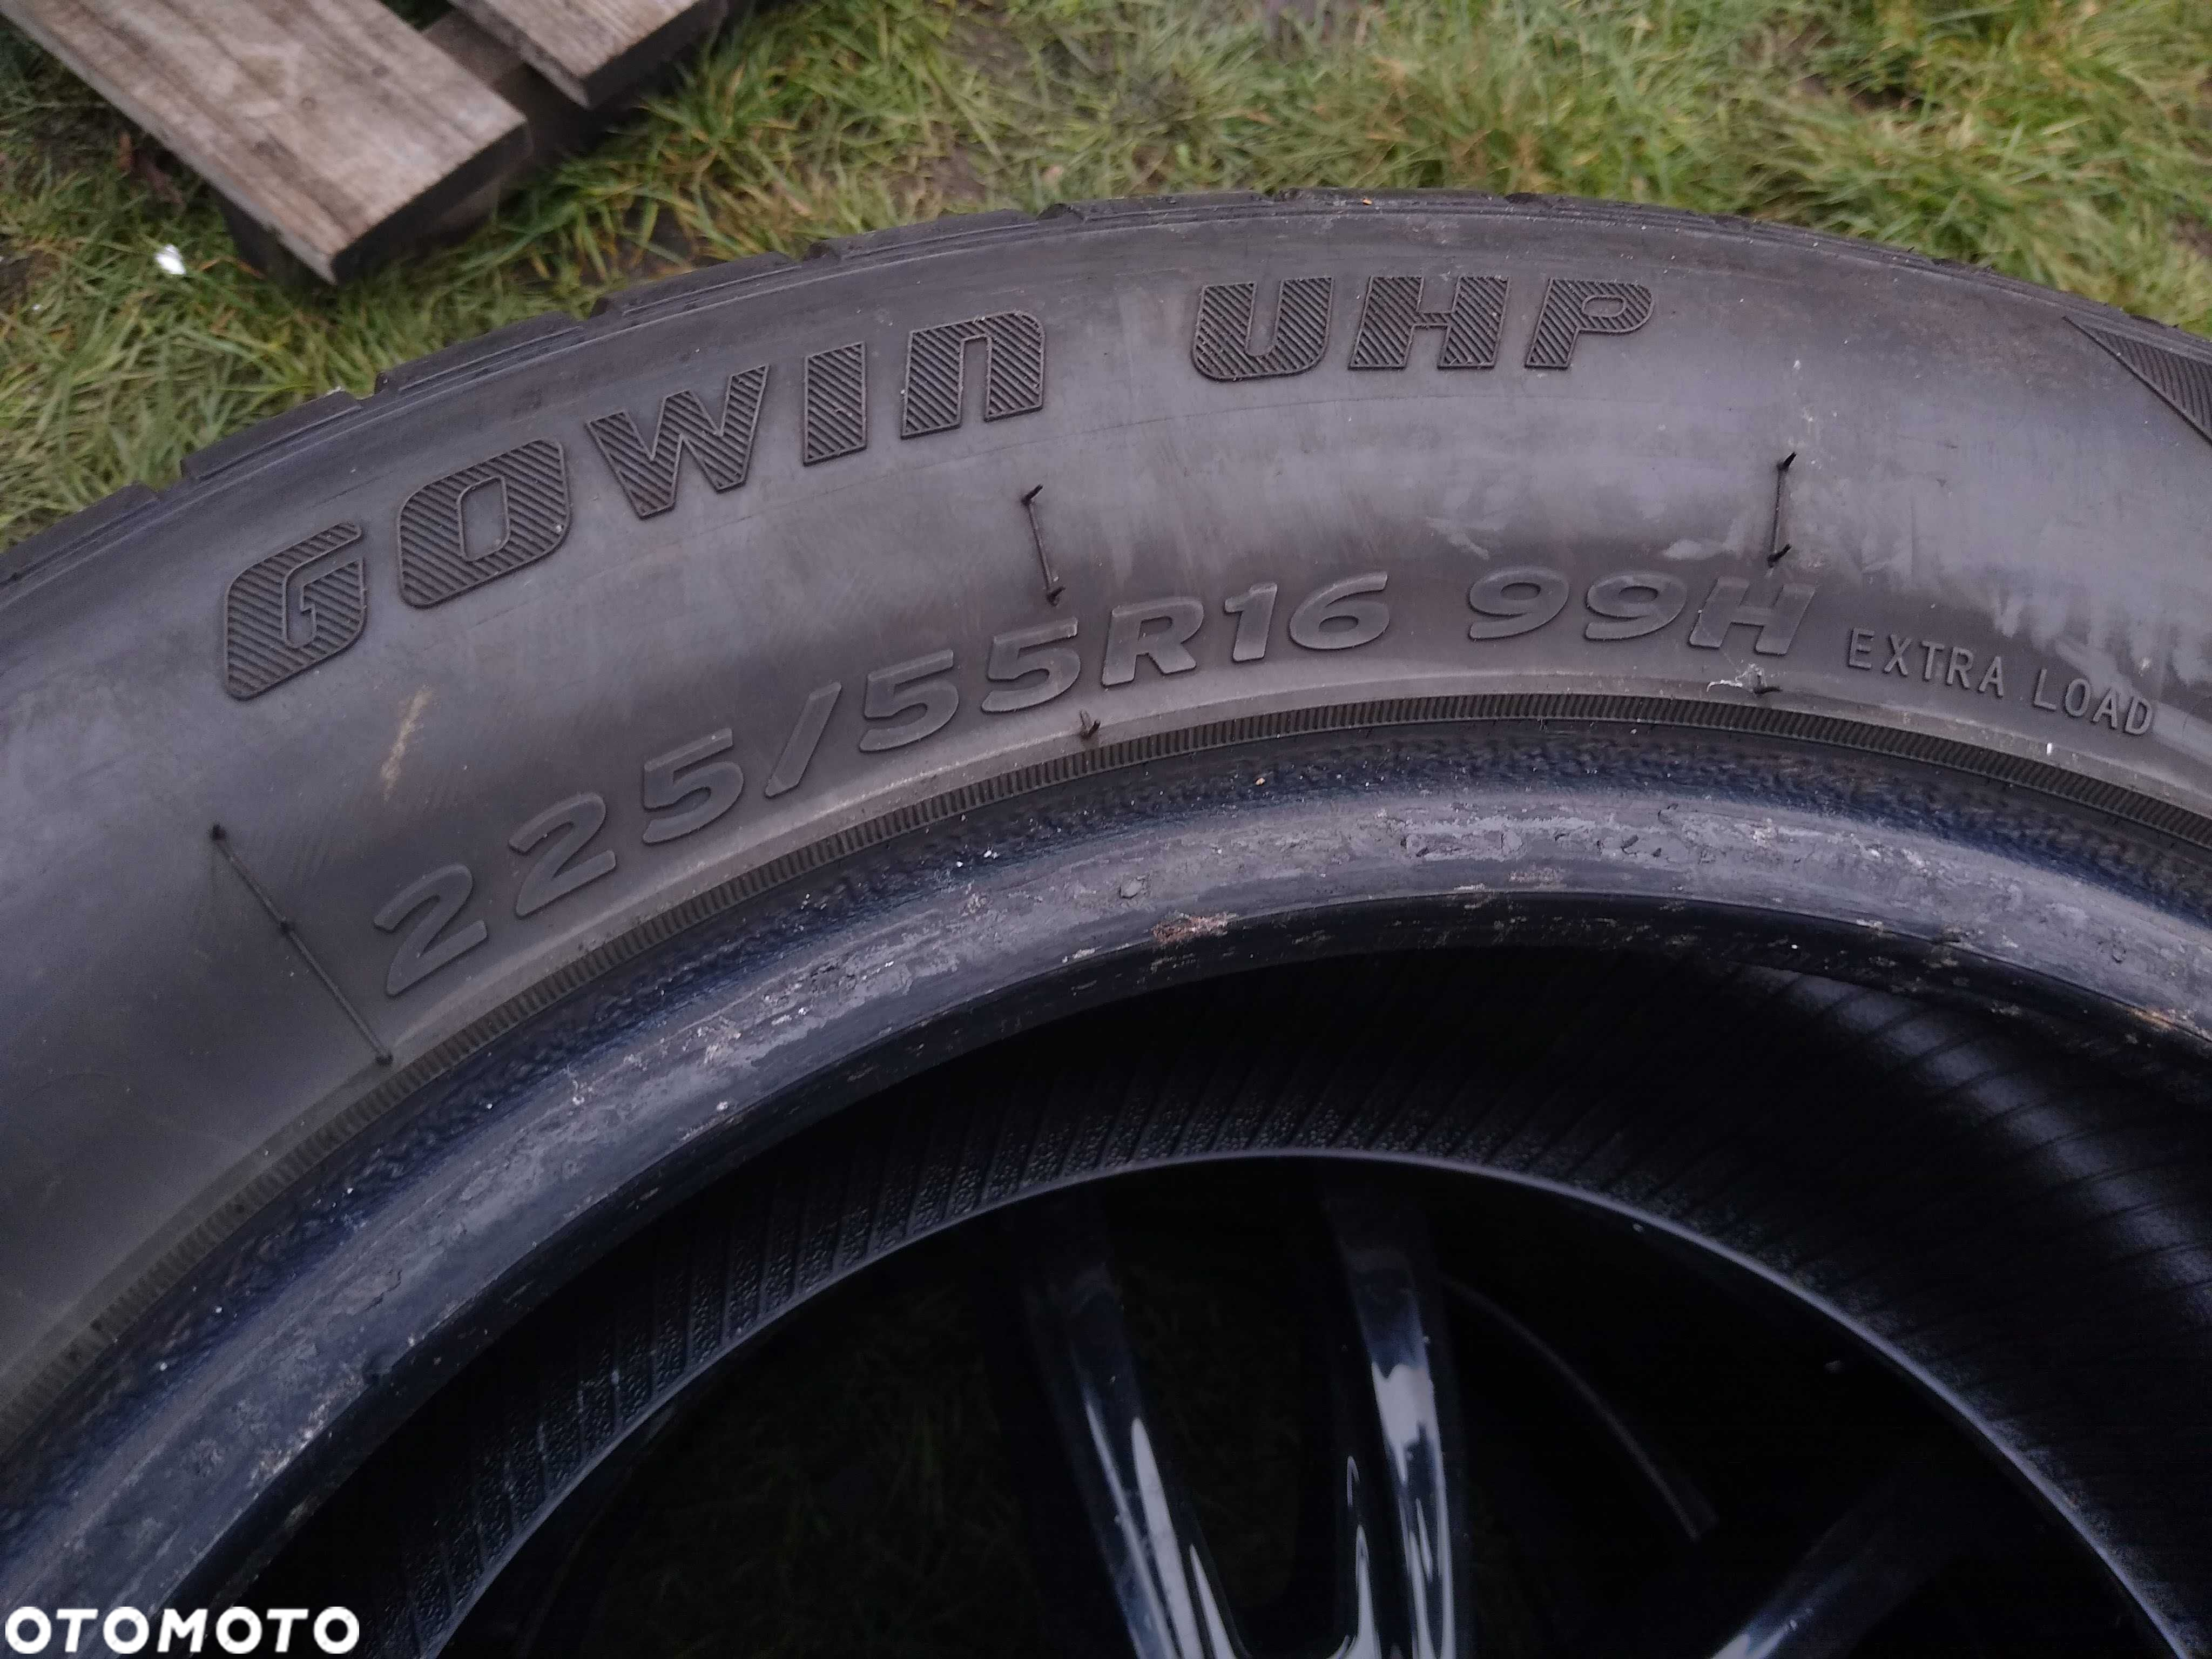 GOWIN UHP
225/55R16 99H EXTRA LOAD
OTOMOTO